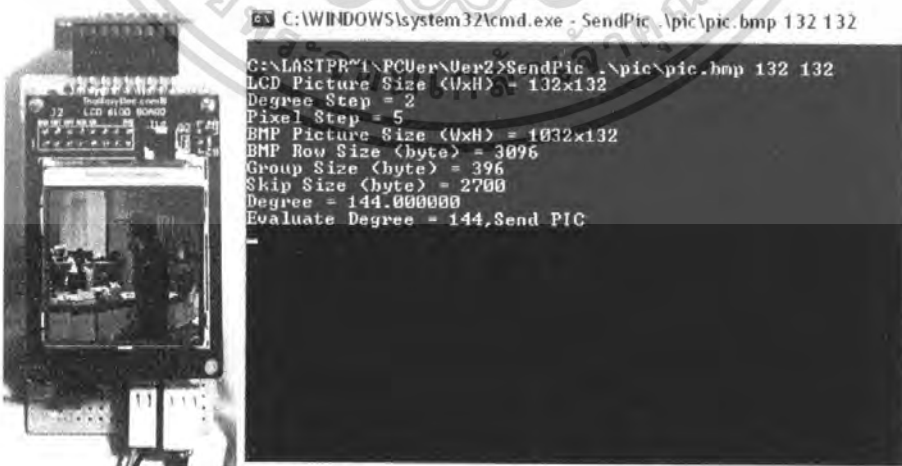 C:\WINDOWS\system32\cmd.exe - SendPic .\pic\pic.bmp 132 132
C:\LASTPR~1\PCVer\Ver2>SendPic .\pic\pic.bmp 132 132
LCD Picture Size (WxH) = 132x132
Degree Step = 2
Pixel Step = 5
BMP Picture Size (WxH) = 1032x132
BMP Row Size (byte) = 3096
Group Size (byte) = 396
Skip Size (byte) = 2700
Degree = 144.000000
Evaluate Degree = 144,Send PIC
J2 LCD 6100 BOARD